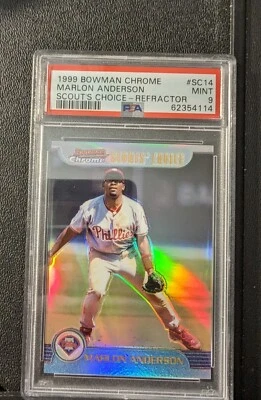 1999 BOWMAN CHROME #SC14
MARLON ANDERSON MINT
SCOUT'S CHOICE - REFRACTOR 9
PSA 62354114
Bowman
Chrome SCOUTS' CHOICE
Phillies
MARLON ANDERSON